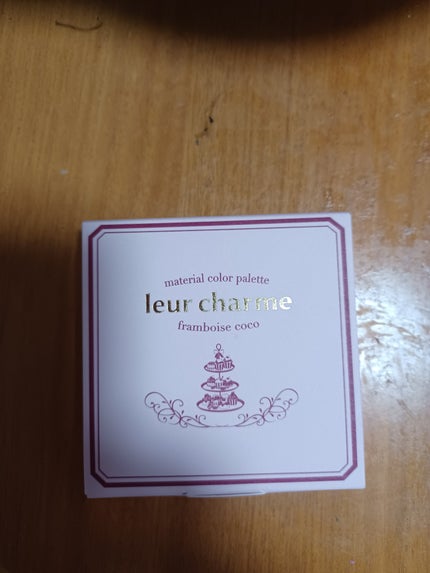 material color palette
leur charme
framboise coco